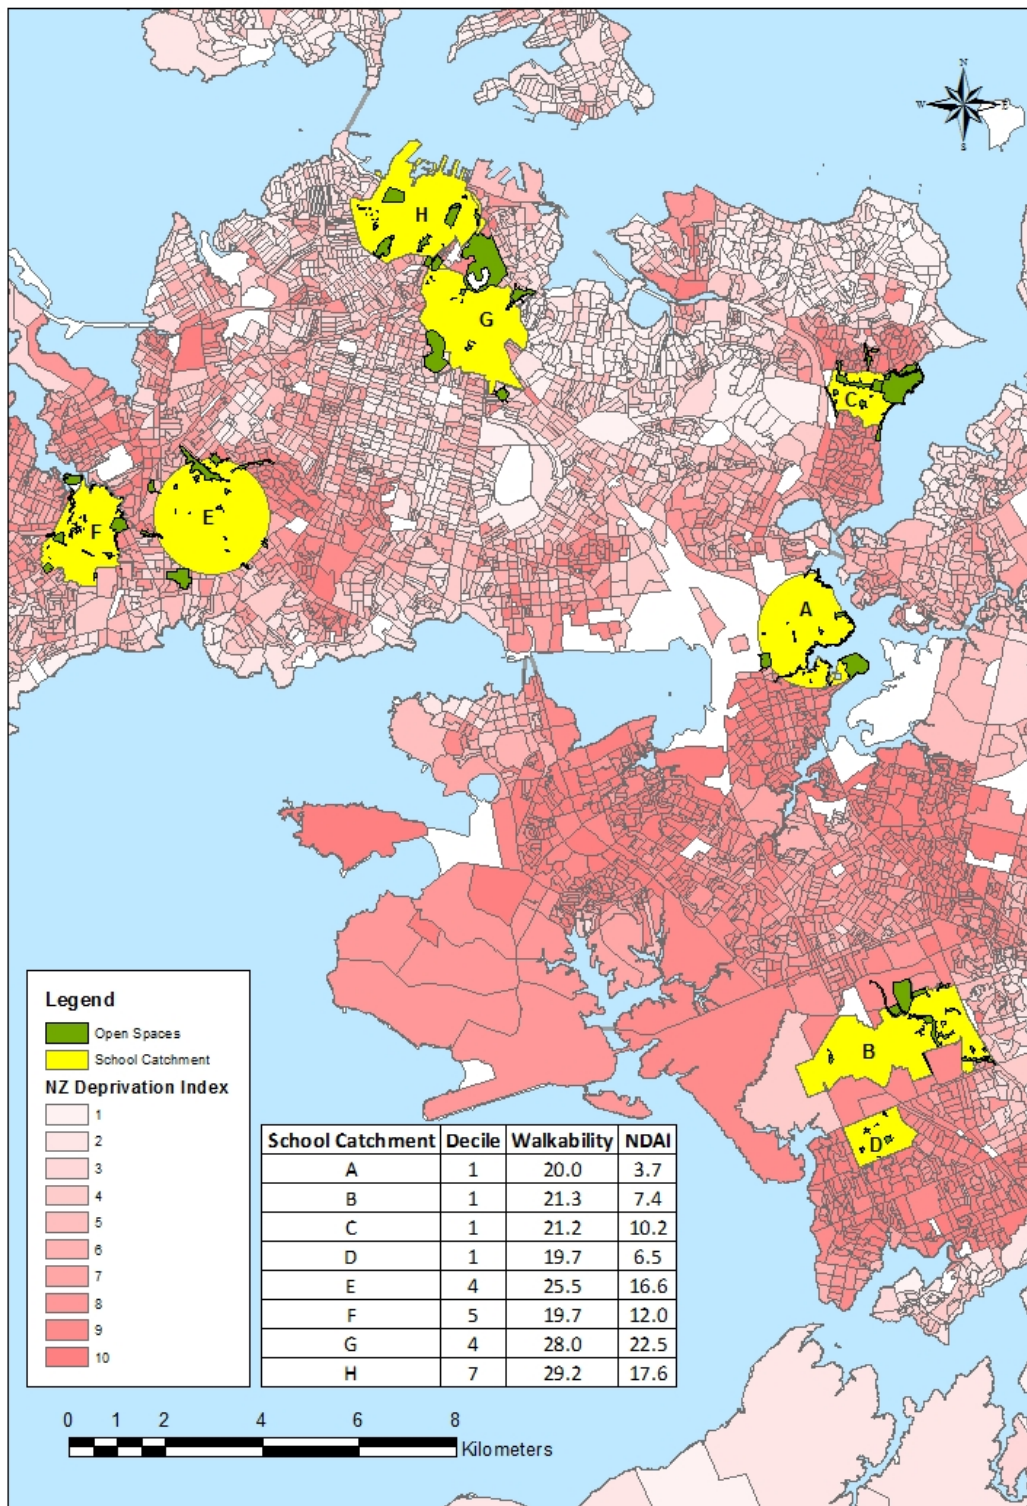 N
W E
S
H
G
C
E
F
A
B
D
Legend
Open Spaces
School Catchment
NZ Deprivation Index
1
2
3
4
5
6
7
8
9
10
School Catchment Decile Walkability NDAI
A 1 20.0 3.7
B 1 21.3 7.4
C 1 21.2 10.2
D 1 19.7 6.5
E 4 25.5 16.6
F 5 19.7 12.0
G 4 28.0 22.5
H 7 29.2 17.6
0 1 2 4 6 8
Kilometers